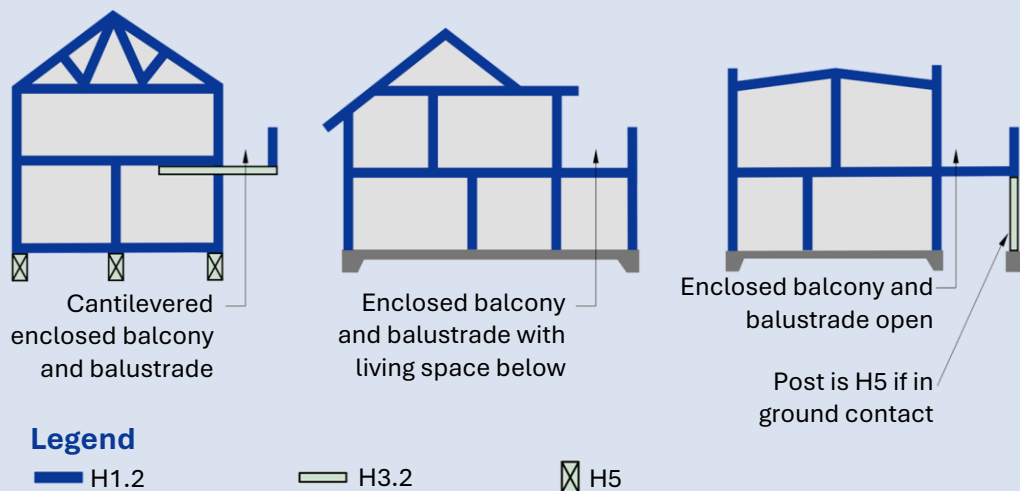 Cantilevered
enclosed balcony
and balustrade
Enclosed balcony
and balustrade with
living space below
Enclosed balcony and
balustrade open
Post is H5 if in
ground contact
Legend
H1.2
H3.2
H5